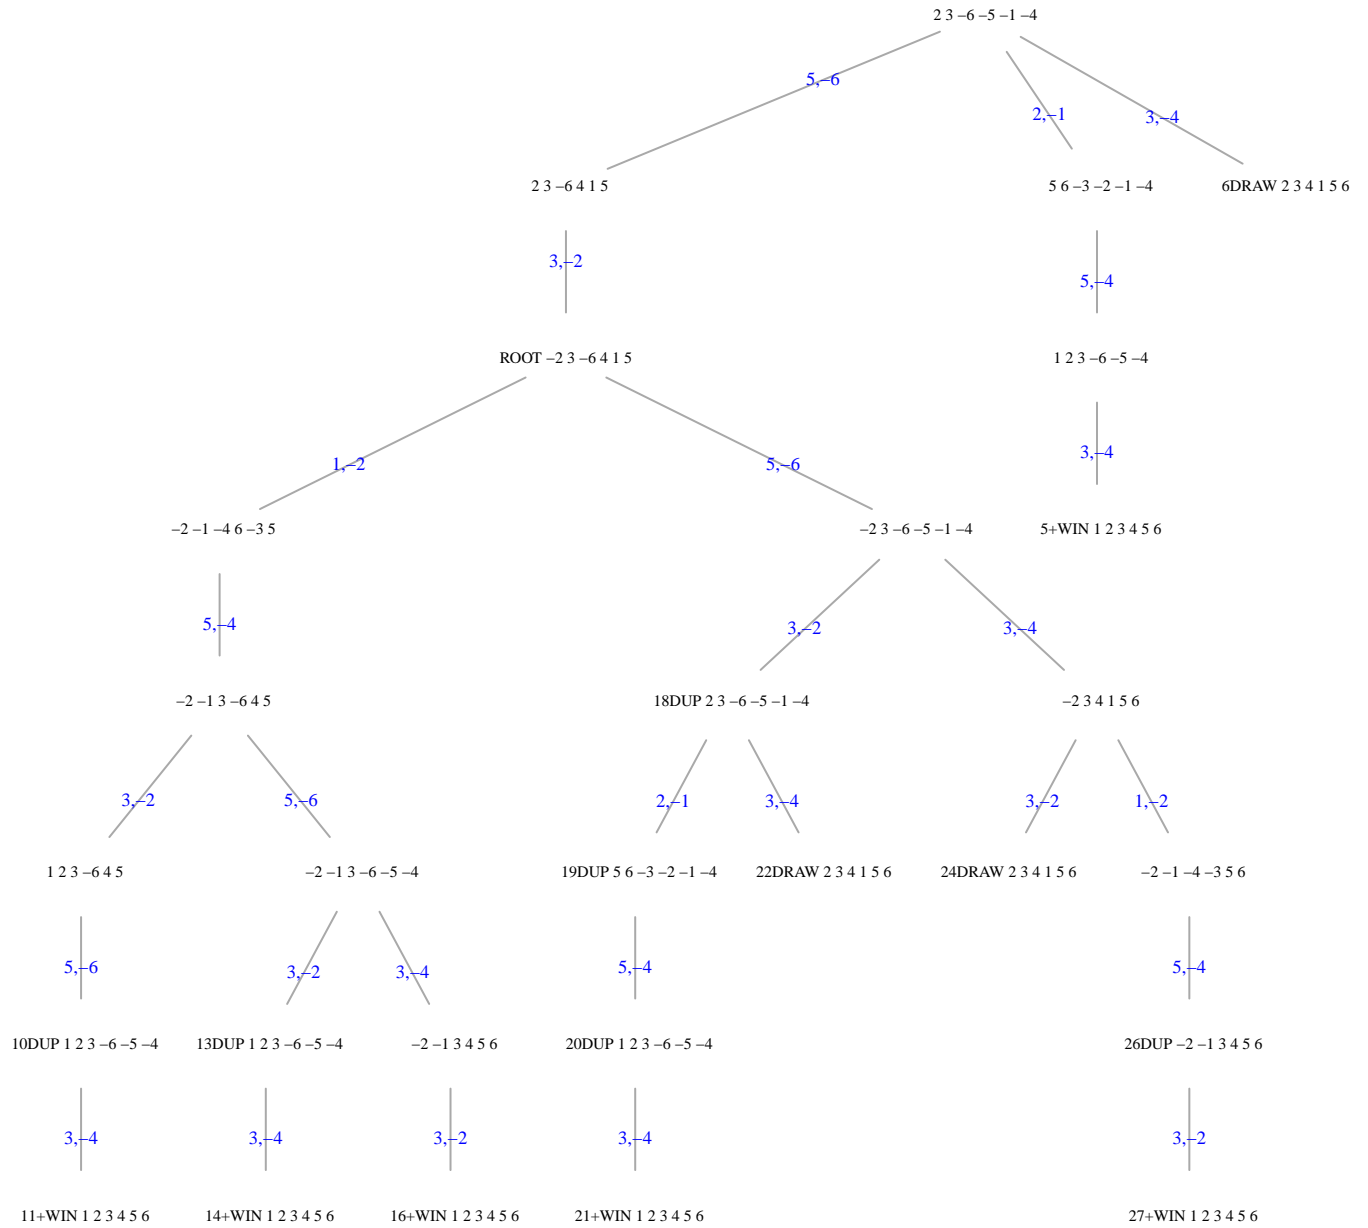 2 3 −6 −5 −1 −4
5,−6
2,−1
3,−4
2 3 −6 4 1 5
5 6 −3 −2 −1 −4
6DRAW 2 3 4 1 5 6
3,−2
5,−4
ROOT −2 3 −6 4 1 5
1 2 3 −6 −5 −4
1,−2
5,−6
3,−4
−2 −1 −4 6 −3 5
−2 3 −6 −5 −1 −4
5+WIN 1 2 3 4 5 6
5,−4
3,−2
3,−4
−2 −1 3 −6 4 5
18DUP 2 3 −6 −5 −1 −4
−2 3 4 1 5 6
3,−2
5,−6
2,−1
3,−4
3,−2
1,−2
1 2 3 −6 4 5
−2 −1 3 −6 −5 −4
19DUP 5 6 −3 −2 −1 −4
22DRAW 2 3 4 1 5 6
24DRAW 2 3 4 1 5 6
−2 −1 −4 −3 5 6
5,−6
3,−2
3,−4
5,−4
5,−4
10DUP 1 2 3 −6 −5 −4
13DUP 1 2 3 −6 −5 −4
−2 −1 3 4 5 6
20DUP 1 2 3 −6 −5 −4
26DUP −2 −1 3 4 5 6
3,−4
3,−4
3,−2
3,−4
3,−2
11+WIN 1 2 3 4 5 6
14+WIN 1 2 3 4 5 6
16+WIN 1 2 3 4 5 6
21+WIN 1 2 3 4 5 6
27+WIN 1 2 3 4 5 6